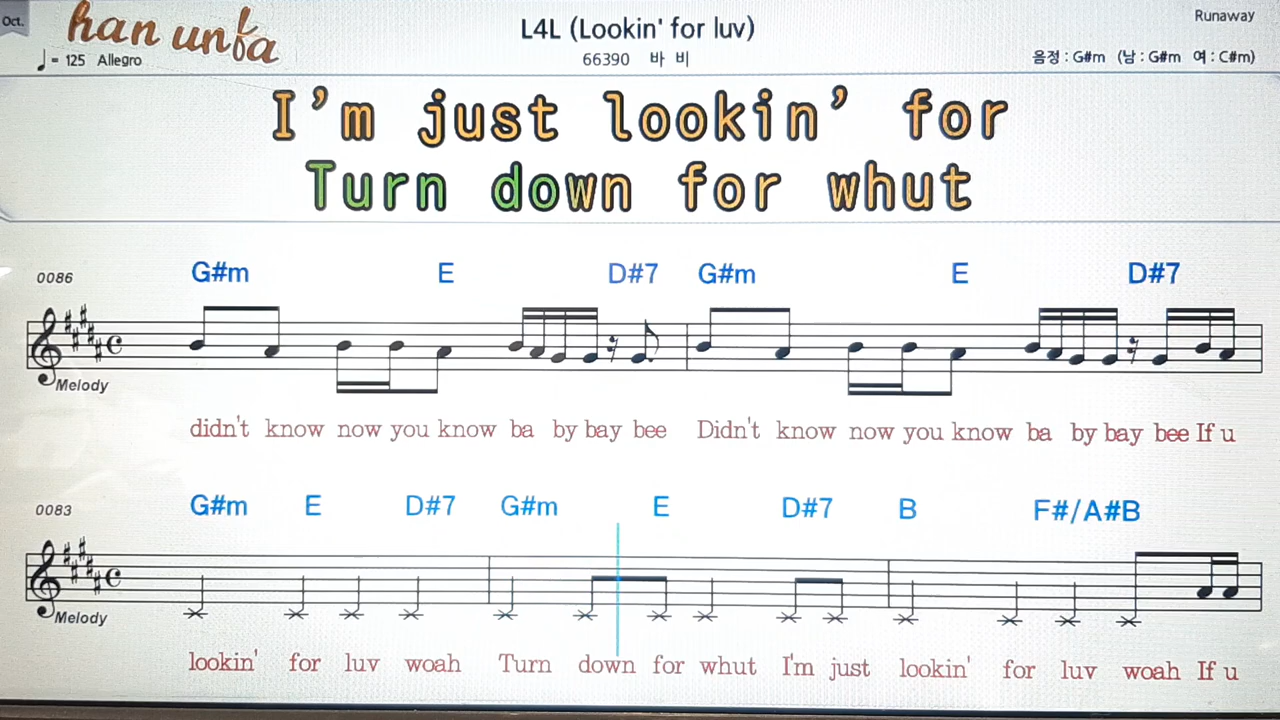 Oct.
han unfa
L4L (Lookin' for luv)
Runaway
♩= 125 Allegro
66390 바 비
음정 : G#m (남 : G#m 여 : C#m)
I'm just lookin' for
Turn down for whut
0086
G#m E D#7 G#m E D#7
Melody
didn't know now you know ba by bay bee Didn't know now you know ba by bay bee If u
0083
G#m E D#7 G#m E D#7 B F#/A#B
Melody
lookin' for luv woah Turn down for whut I'm just lookin' for luv woah If u